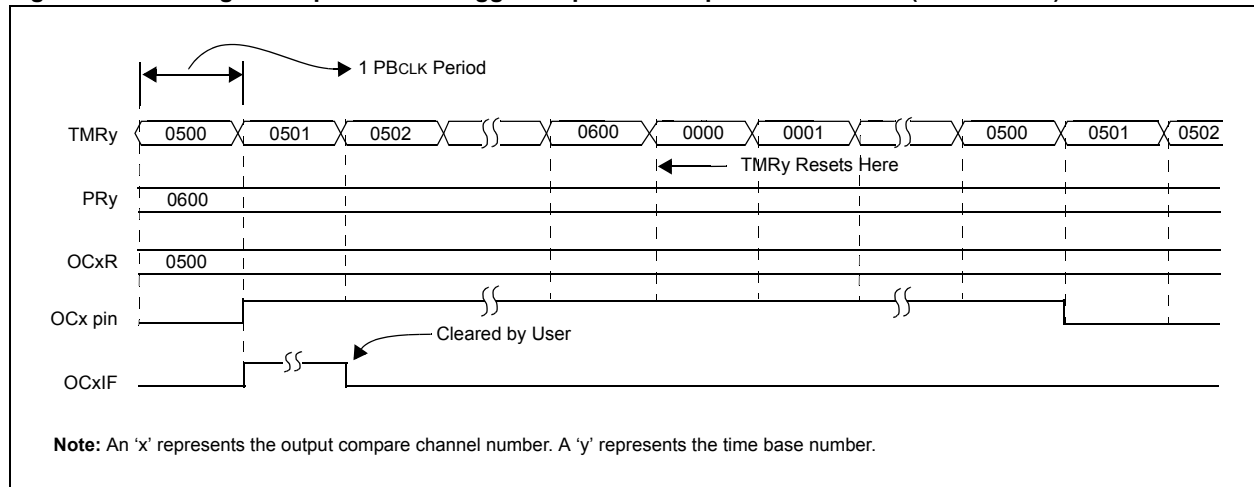 1 PBCLK Period
TMRy 0500 0501 0502 0600 0000 0001 0500 0501 0502
TMRy Resets Here
PRy 0600
OCxR 0500
OCx pin
Cleared by User
OCxIF
Note: An ‘x’ represents the output compare channel number. A ‘y’ represents the time base number.